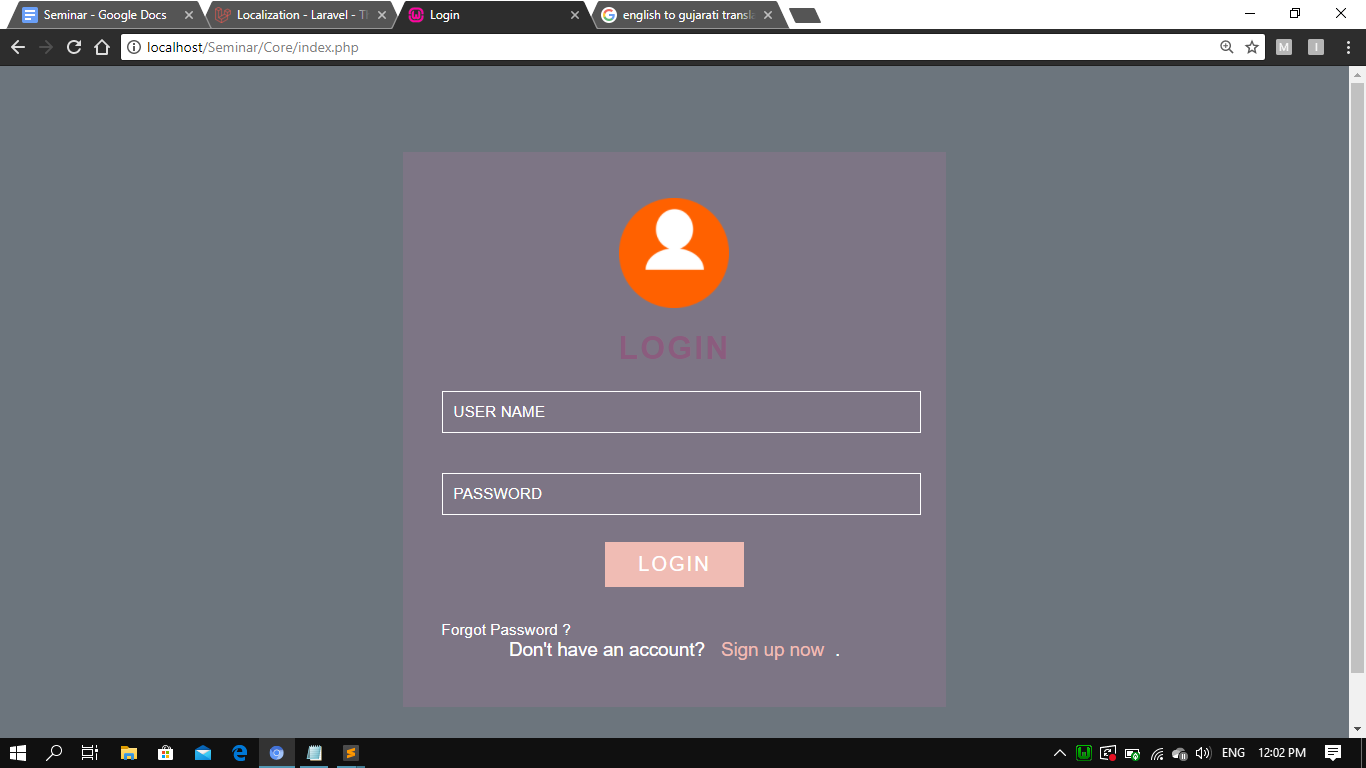 Seminar - Google Docs
Localization - Laravel - Th
Login
english to gujarati transla
localhost/Seminar/Core/index.php
M
I
LOGIN
USER NAME
PASSWORD
LOGIN
Forgot Password ?
Don't have an account? Sign up now .
ENG
12:02 PM